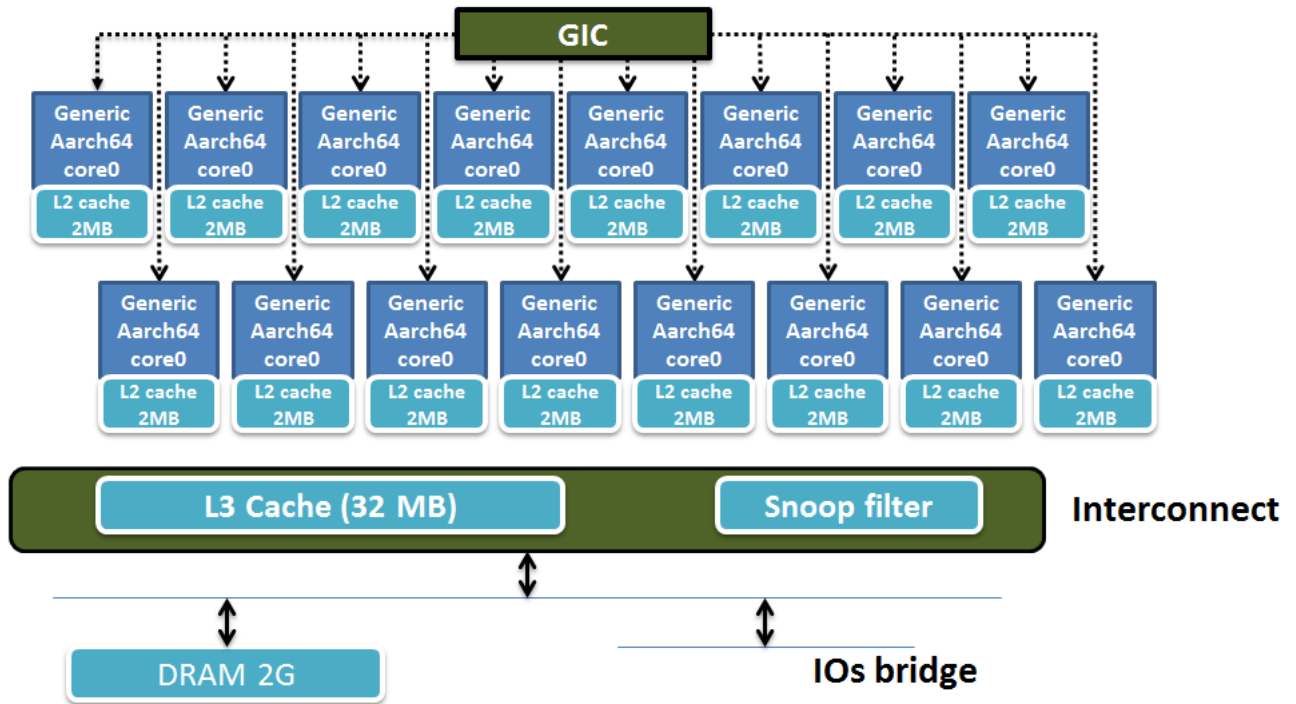 GIC
Generic
Aarch64
core0
L2 cache
2MB
Generic
Aarch64
core0
L2 cache
2MB
Generic
Aarch64
core0
L2 cache
2MB
Generic
Aarch64
core0
L2 cache
2MB
Generic
Aarch64
core0
L2 cache
2MB
Generic
Aarch64
core0
L2 cache
2MB
Generic
Aarch64
core0
L2 cache
2MB
Generic
Aarch64
core0
L2 cache
2MB
Generic
Aarch64
core0
L2 cache
2MB
Generic
Aarch64
core0
L2 cache
2MB
Generic
Aarch64
core0
L2 cache
2MB
Generic
Aarch64
core0
L2 cache
2MB
Generic
Aarch64
core0
L2 cache
2MB
Generic
Aarch64
core0
L2 cache
2MB
Generic
Aarch64
core0
L2 cache
2MB
Generic
Aarch64
core0
L2 cache
2MB
L3 Cache (32 MB)
Snoop filter
Interconnect
DRAM 2G
IOs bridge